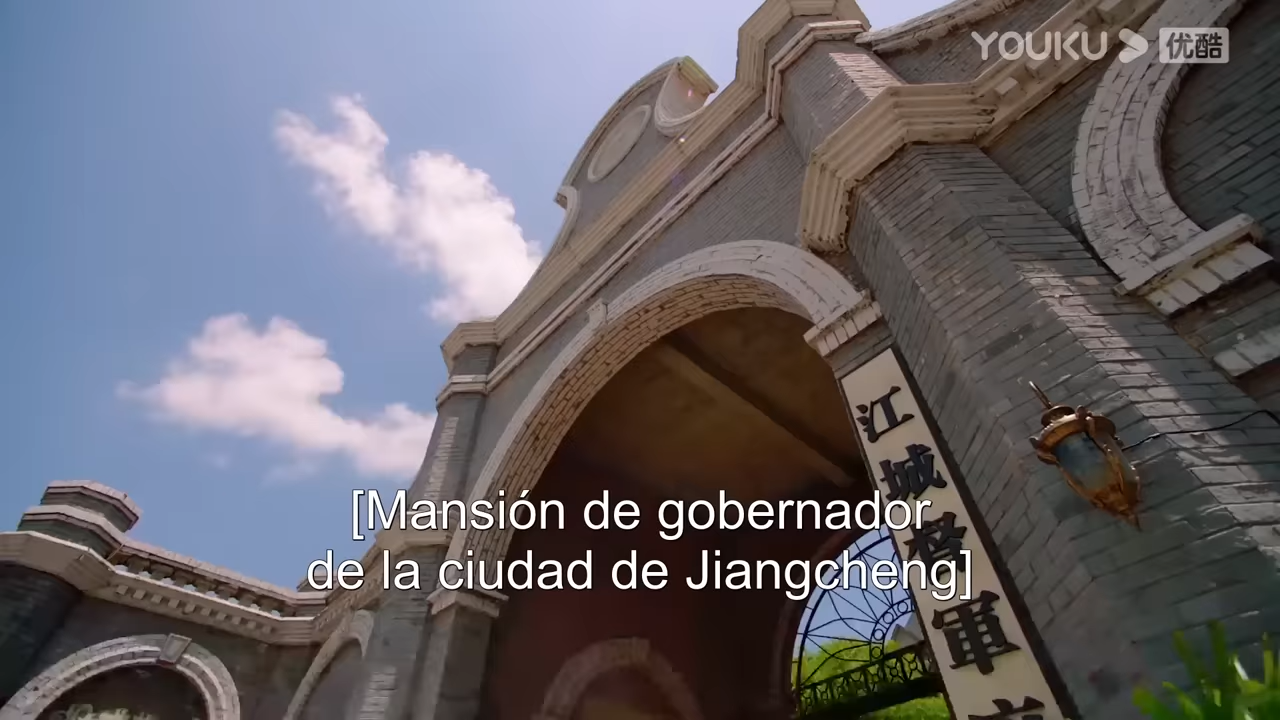 YOUKU 优酷
江城督軍
[Mansión de gobernador
de la ciudad de Jiangcheng]